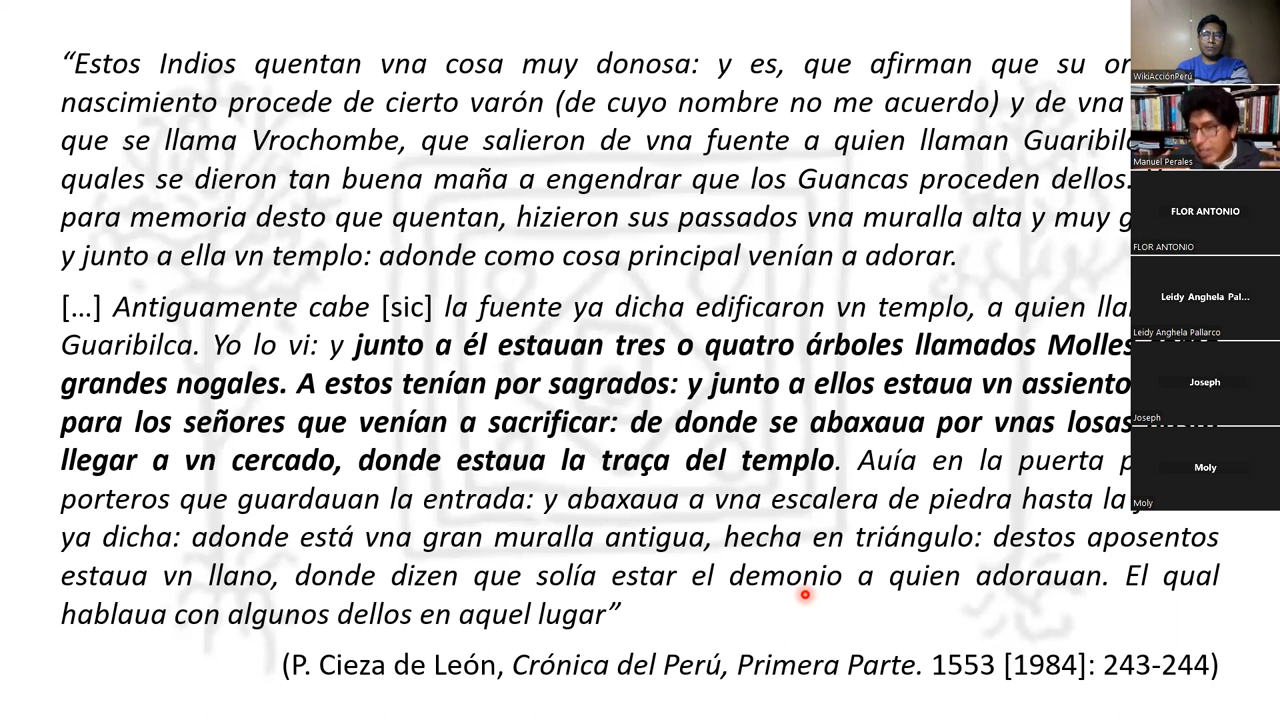 “Estos Indios quentan vna cosa muy donosa: y es, que afirman que su
nascimiento procede de cierto varón (de cuyo nombre no me acuerdo) y de vna
que se llama Vrochombe, que salieron de vna fuente a quien llaman
quales se dieron tan buena maña a engendrar que los Guancas proceden dellos.
para memoria desto que quentan, hizieron sus passados vna muralla alta y muy
y junto a ella vn templo: adonde como cosa principal venían a adorar.
[…] Antiguamente cabe [sic] la fuente ya dicha edificaron vn templo, a quien
Guaribilca. Yo lo vi: y junto a él estauan tres o quatro árboles llamados Molles
grandes nogales. A estos tenían por sagrados: y junto a ellos estaua vn assiento
para los señores que venían a sacrificar: de donde se abaxaua por vnas losas
llegar a vn cercado, donde estaua la traça del templo. Auía en la puerta
porteros que guardauan la entrada: y abaxaua a vna escalera de piedra hasta la
ya dicha: adonde está vna gran muralla antigua, hecha en triángulo: destos aposentos
estaua vn llano, donde dizen que solía estar el demonio a quien adorauan. El qual
hablaua con algunos dellos en aquel lugar”
(P. Cieza de León, Crónica del Perú, Primera Parte. 1553 [1984]: 243-244)
WikiAcciónPerú
Manuel Perales
FLOR ANTONIO
FLOR ANTONIO
Leidy Anghela Pal...
Leidy Anghela Pallarco
Joseph
Joseph
Moly
Moly